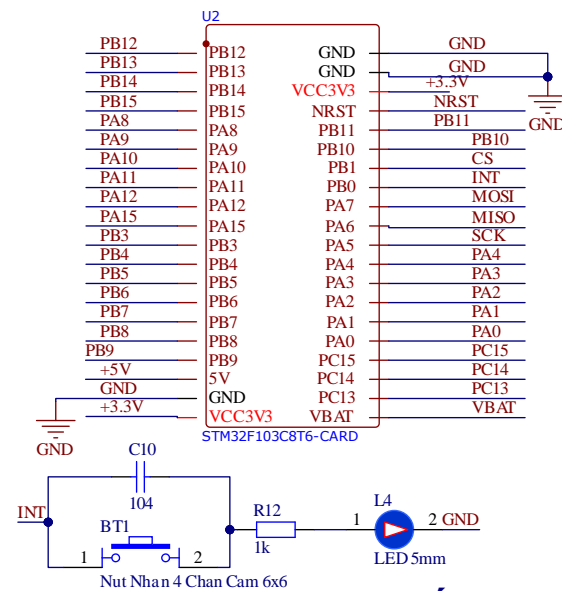 U2
PB12 PB12 GND GND
PB13 PB13 GND GND
PB14 PB14 VCC3V3 +3.3V
PB15 PB15 NRST NRST
PA8 PA8 PB11 PB11
PA9 PA9 PB10 PB10
PA10 PA10 PB1 CS
PA11 PA11 PB0 INT
PA12 PA12 PA7 MOSI
PA15 PA15 PA6 MISO
PB3 PB3 PA5 SCK
PB4 PB4 PA4 PA4
PB5 PB5 PA3 PA3
PB6 PB6 PA2 PA2
PB7 PB7 PA1 PA1
PB8 PB8 PA0 PA0
PB9 PB9 PC15 PC15
+5V 5V PC14 PC14
GND GND PC13 PC13
+3.3V VCC3V3 VBAT VBAT
GND
GND
STM32F103C8T6-CARD
C10
104
INT
BT1
1 2
Nut Nhan 4 Chan Cam 6x6
R12
1k
L4
1 2 GND
LED 5mm